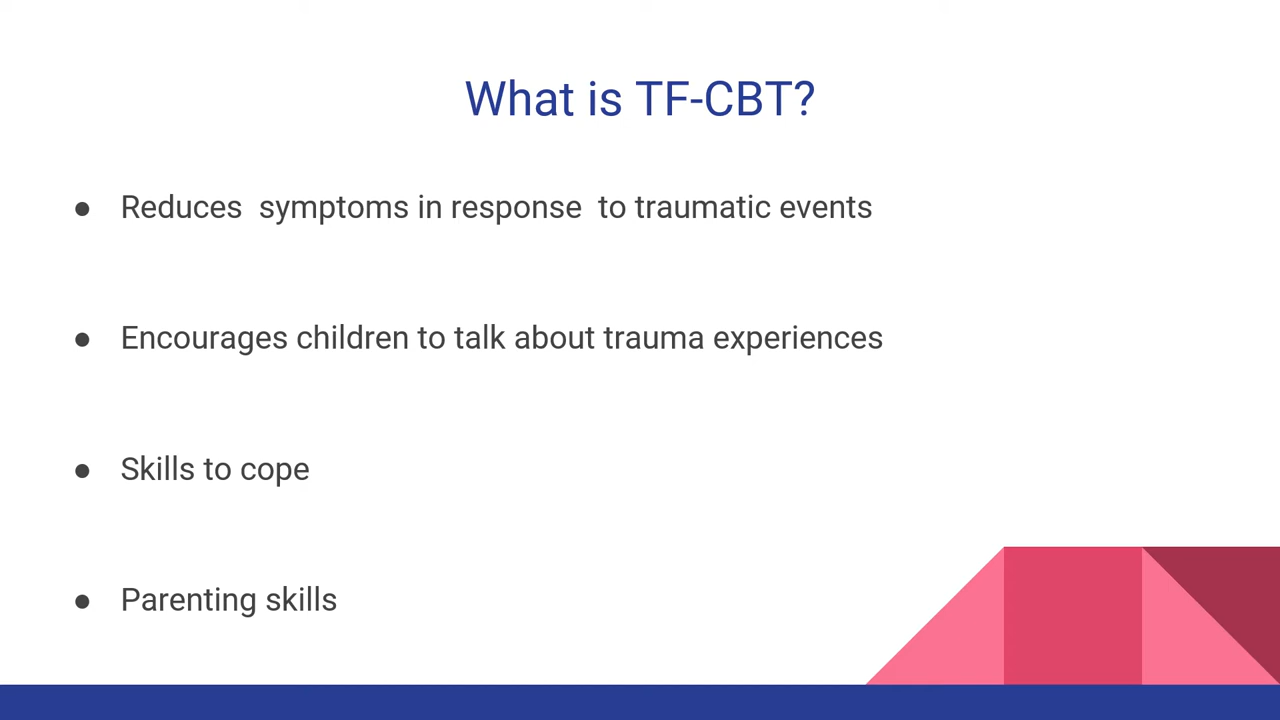 What is TF-CBT?
● Reduces  symptoms in response  to traumatic events
● Encourages children to talk about trauma experiences
● Skills to cope
● Parenting skills